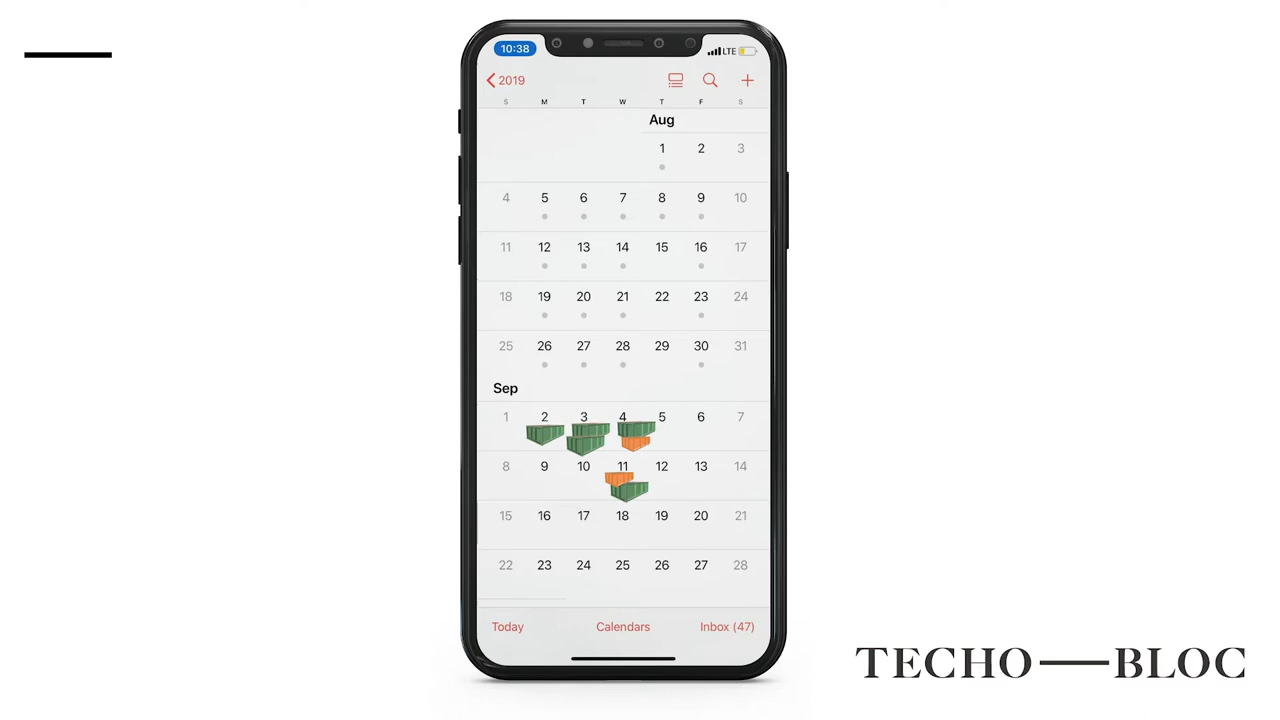 10:38 LTE
2019
S M T W T F S
Aug
1 2 3
4 5 6 7 8 9 10
11 12 13 14 15 16 17
18 19 20 21 22 23 24
25 26 27 28 29 30 31
Sep
1 2 3 4 5 6 7
8 9 10 11 12 13 14
15 16 17 18 19 20 21
22 23 24 25 26 27 28
Today Calendars Inbox (47)
TECHO—BLOC